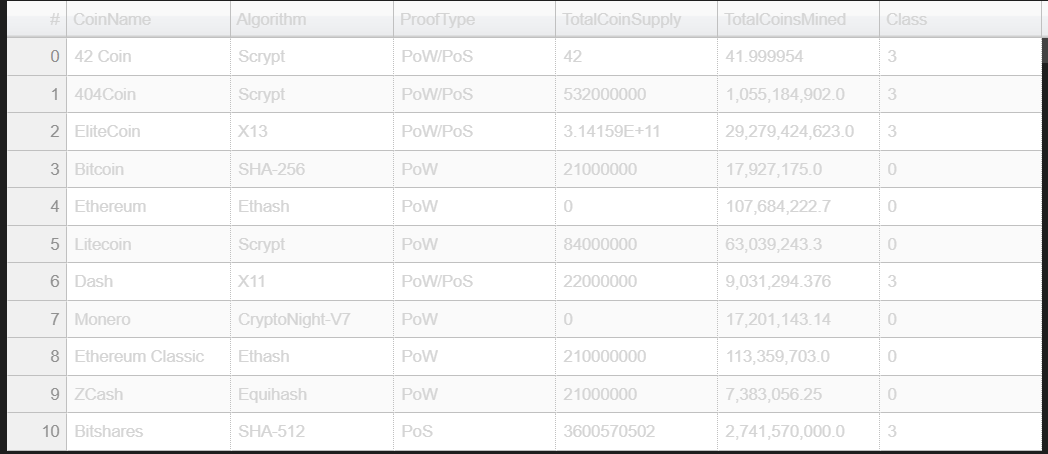 # CoinName Algorithm ProofType TotalCoinSupply TotalCoinsMined Class
0 42 Coin Scrypt PoW/PoS 42 41.999954 3
1 404Coin Scrypt PoW/PoS 532000000 1,055,184,902.0 3
2 EliteCoin X13 PoW/PoS 3.14159E+11 29,279,424,623.0 3
3 Bitcoin SHA-256 PoW 21000000 17,927,175.0 0
4 Ethereum Ethash PoW 0 107,684,222.7 0
5 Litecoin Scrypt PoW 84000000 63,039,243.3 0
6 Dash X11 PoW/PoS 22000000 9,031,294.376 3
7 Monero CryptoNight-V7 PoW 0 17,201,143.14 0
8 Ethereum Classic Ethash PoW 210000000 113,359,703.0 0
9 ZCash Equihash PoW 21000000 7,383,056.25 0
10 Bitshares SHA-512 PoS 3600570502 2,741,570,000.0 3